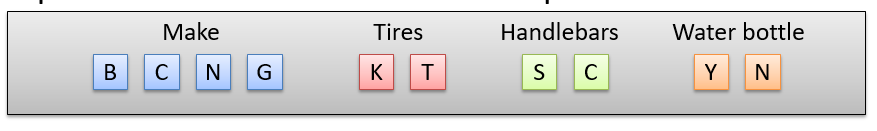 Make Tires Handlebars Water bottle
B C N G K T S C Y N